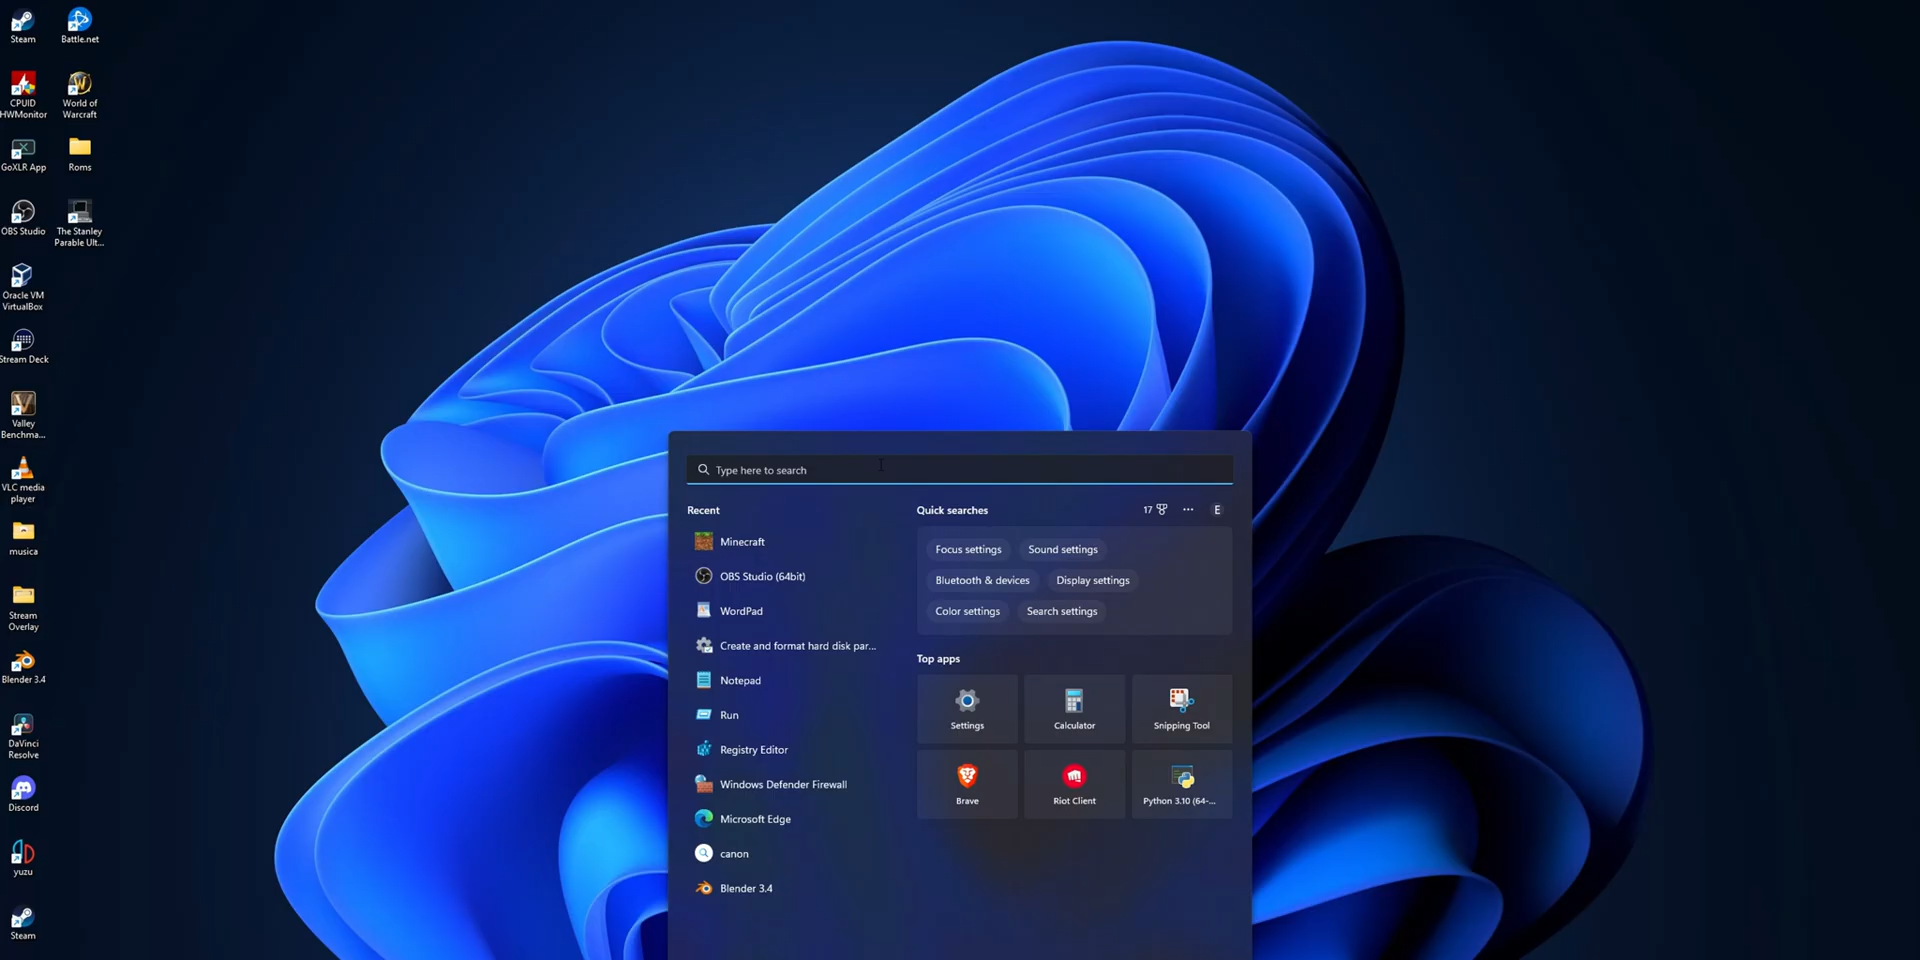 Steam
Battle.net
CPUID
HWMonitor
World of
Warcraft
GoXLR App
Roms
OBS Studio
The Stanley
Parable Ult...
Oracle VM
VirtualBox
Stream Deck
Valley
Benchma...
VLC media
player
musica
Stream
Overlay
Blender 3.4
DaVinci
Resolve
Discord
yuzu
Steam
Type here to search
Recent
Minecraft
OBS Studio (64bit)
WordPad
Create and format hard disk par...
Notepad
Run
Registry Editor
Windows Defender Firewall
Microsoft Edge
canon
Blender 3.4
Quick searches
17
E
Focus settings
Sound settings
Bluetooth & devices
Display settings
Color settings
Search settings
Top apps
Settings
Calculator
Snipping Tool
Brave
Riot Client
Python 3.10 (64-...